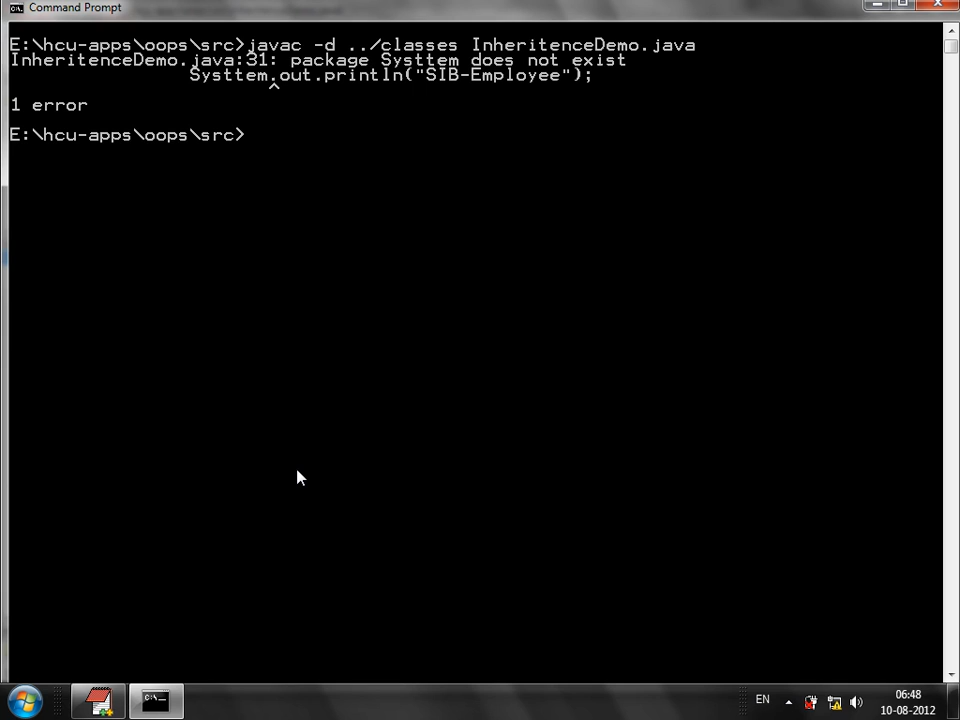 Command Prompt
E:\hcu-apps\oops\src>javac -d ../classes InheritenceDemo.java
InheritenceDemo.java:31: package Systtem does not exist
Systtem.out.println("SIB-Employee");
^
1 error
E:\hcu-apps\oops\src>
EN
06:48
10-08-2012